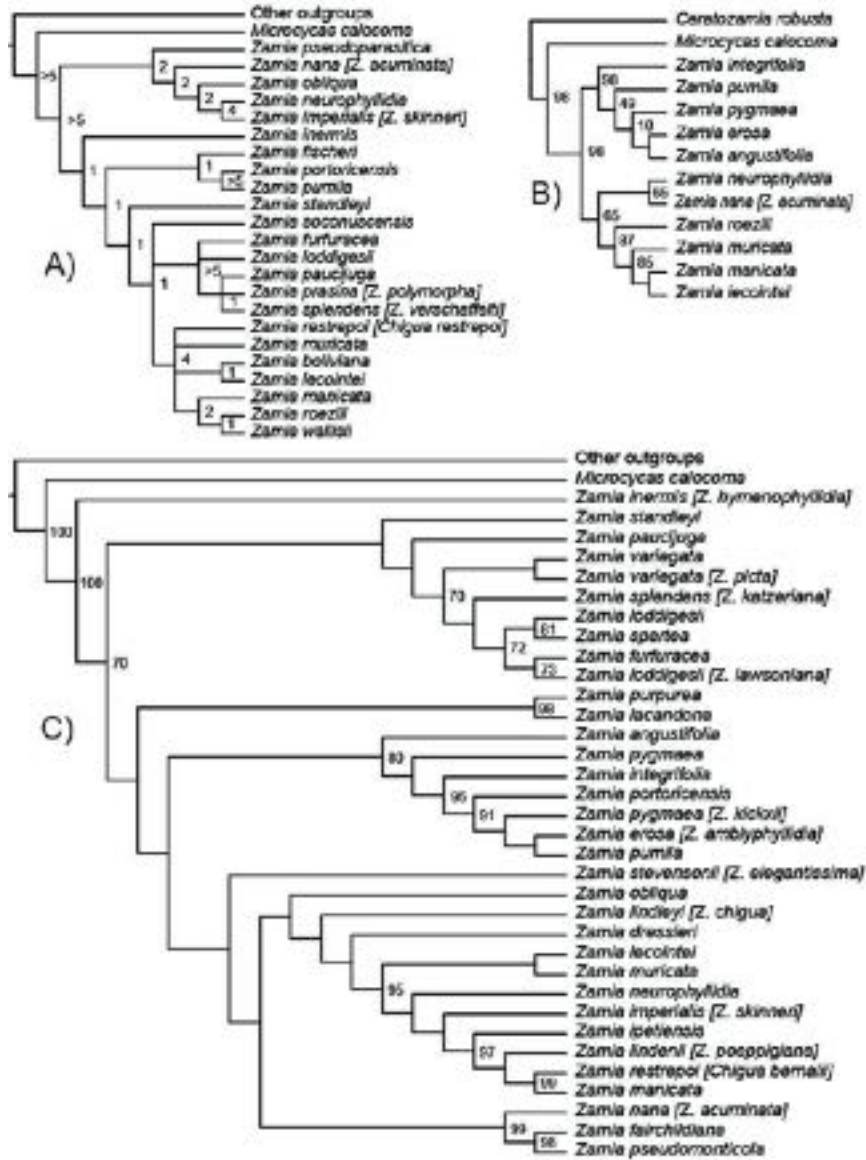 Other outgroups
Microcycas calocoma
Zamia pseudoparasitica
Zamia nana [Z. acuminata]
Zamia obliqua
Zamia neurophyllidia
Zamia imperialis [Z. skinneri]
Zamia inermis
Zamia fischeri
Zamia portoricensis
Zamia pumila
Zamia standleyi
Zamia soconuscensis
Zamia furfuracea
Zamia loddigesii
Zamia paucijuga
Zamia prasina [Z. polymorpha]
Zamia splendens [Z. verschaffeltii]
Zamia restrepoi [Chigua restrepoi]
Zamia muricata
Zamia boliviana
Zamia lecointei
Zamia manicata
Zamia roezlii
Zamia wallisii
>5
>5
2
2
2
4
1
1
1
>5
1
1
1
>5
1
4
1
2
1
A)
Ceratozamia robusta
Microcycas calocoma
Zamia integrifolia
Zamia pumila
Zamia pygmaea
Zamia erosa
Zamia angustifolia
Zamia neurophyllidia
Zamia nana [Z. acuminata]
Zamia roezlii
Zamia muricata
Zamia manicata
Zamia lecointei
98
49
65
B)
Other outgroups
Microcycas calocoma
Zamia inermis [Z. hymenophyllidia]
Zamia standleyi
Zamia paucijuga
Zamia variegata
Zamia variegata [Z. picta]
Zamia splendens [Z. katzeriana]
Zamia loddigesii
Zamia spartea
Zamia furfuracea
Zamia loddigesii [Z. lawsoniana]
Zamia purpurea
Zamia lacandona
Zamia angustifolia
Zamia pygmaea
Zamia integrifolia
Zamia portoricensis
Zamia pygmaea [Z. kickxii]
Zamia erosa [Z. amblyphyllidia]
Zamia pumila
Zamia stevensonii [Z. elegantissima]
Zamia obliqua
Zamia lindleyi [Z. chigua]
Zamia dressleri
Zamia lecointei
Zamia muricata
Zamia neurophyllidia
Zamia imperialis [Z. skinneri]
Zamia ipetiensis
Zamia lindenii [Z. poeppigiana]
Zamia restrepoi [Chigua bernalii]
Zamia manicata
Zamia nana [Z. acuminata]
Zamia fairchildiana
Zamia pseudomonticola
100
100
70
70
72
73
98
95
91
95
97
99
99
98
C)